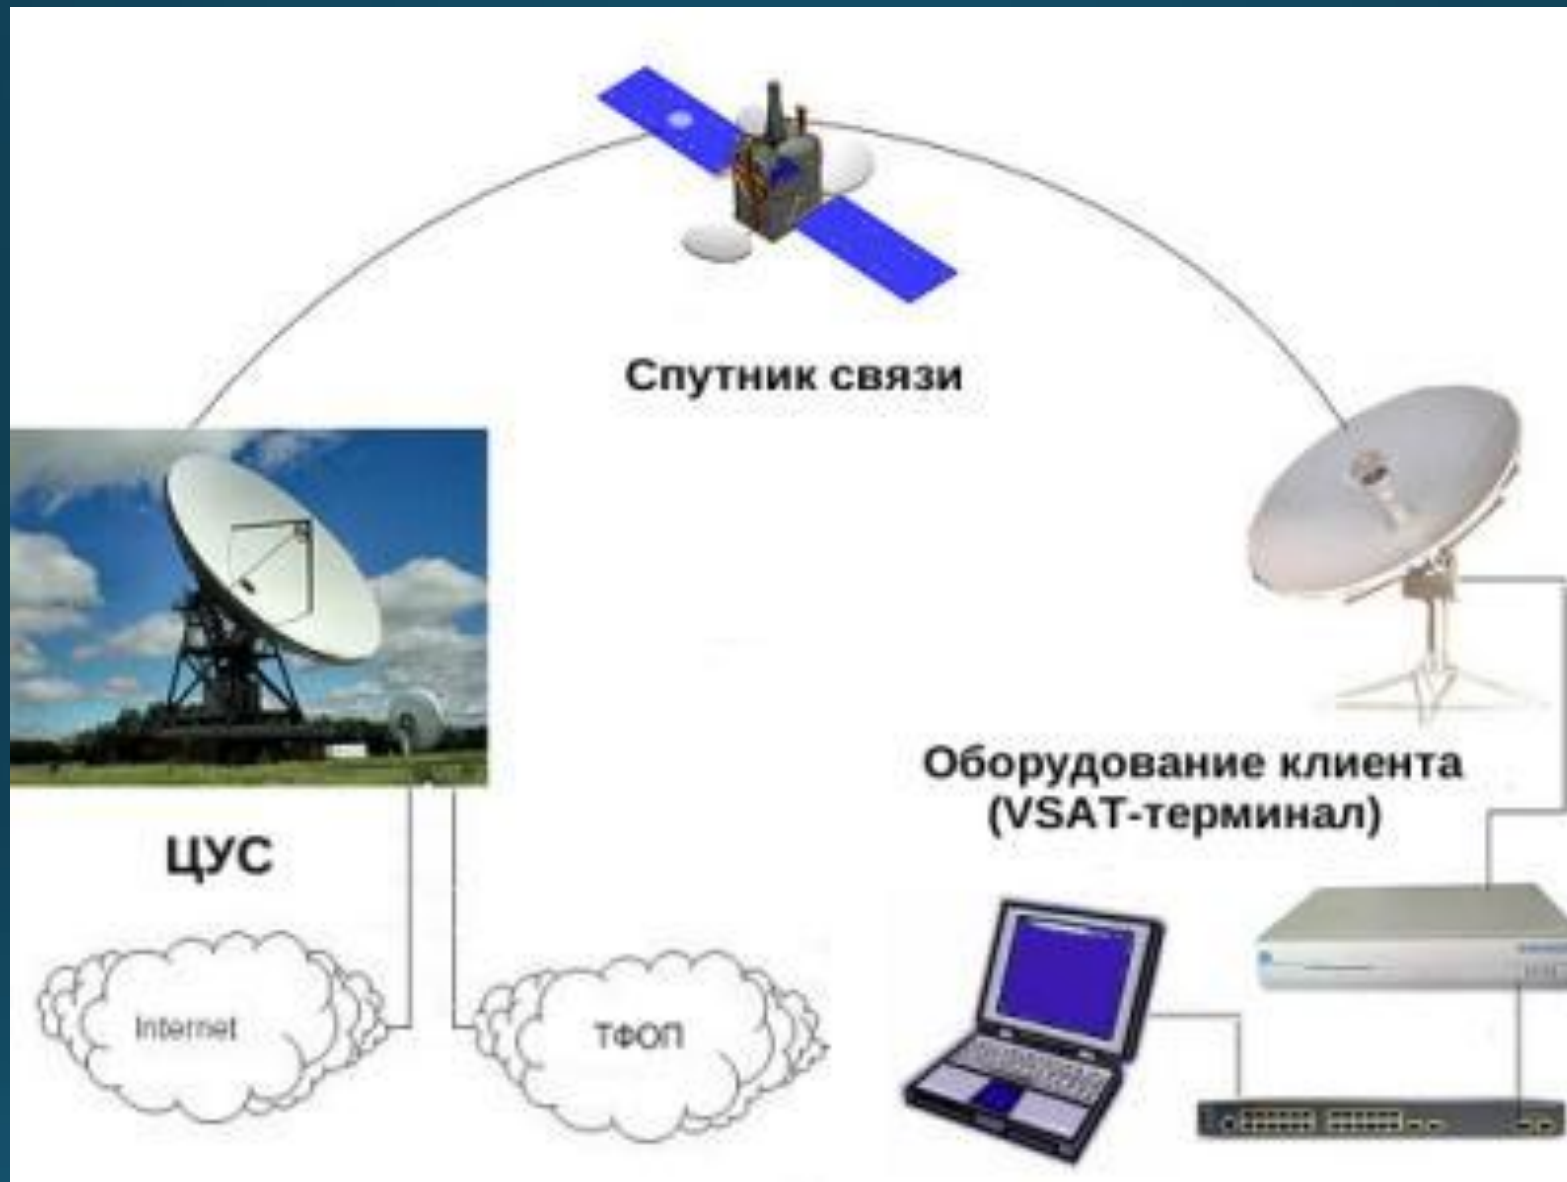 Спутник связи
Оборудование клиента
(VSAT-терминал)
ЦУС
Internet
ТФОП